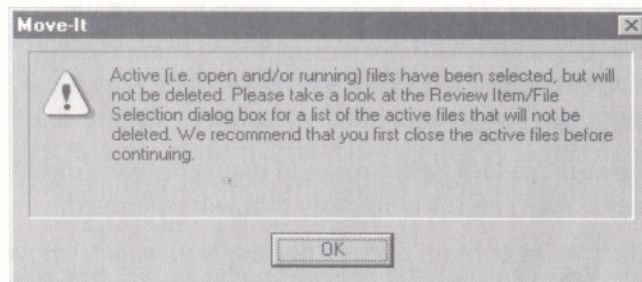 Move-It
Active (i.e. open and/or running) files have been selected, but will
not be deleted. Please take a look at the Review Item/File
Selection dialog box for a list of the active files that will not be
deleted. We recommend that you first close the active files before
continuing.
OK